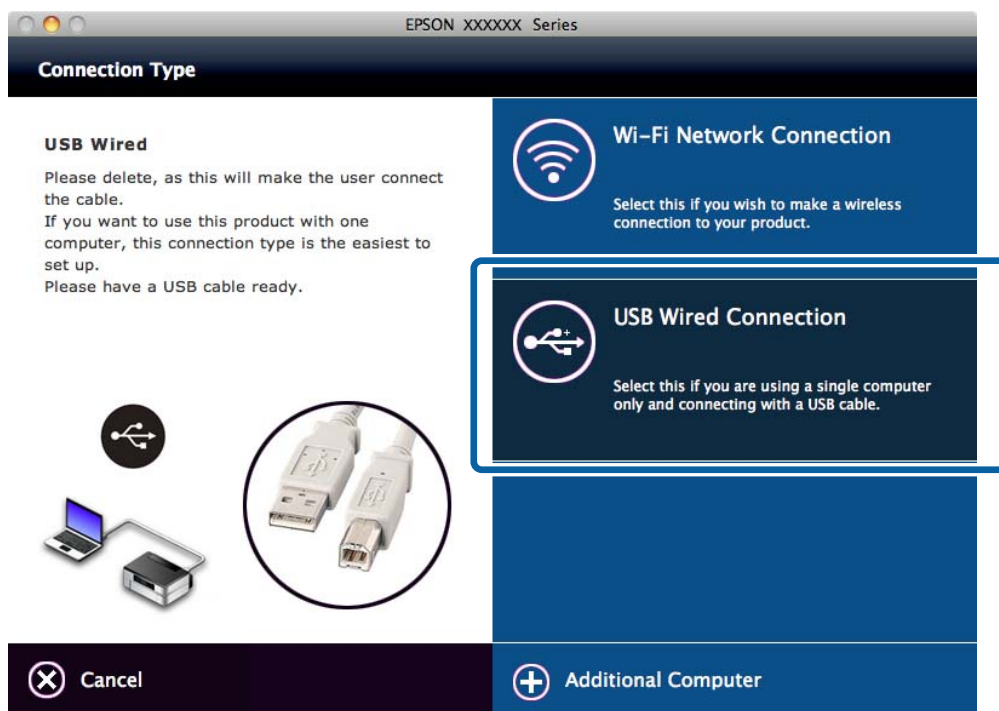 EPSON XXXXXX Series
Connection Type
USB Wired
Please delete, as this will make the user connect
the cable.
If you want to use this product with one
computer, this connection type is the easiest to
set up.
Please have a USB cable ready.
Wi-Fi Network Connection
Select this if you wish to make a wireless
connection to your product.
USB Wired Connection
Select this if you are using a single computer
only and connecting with a USB cable.
Cancel
Additional Computer